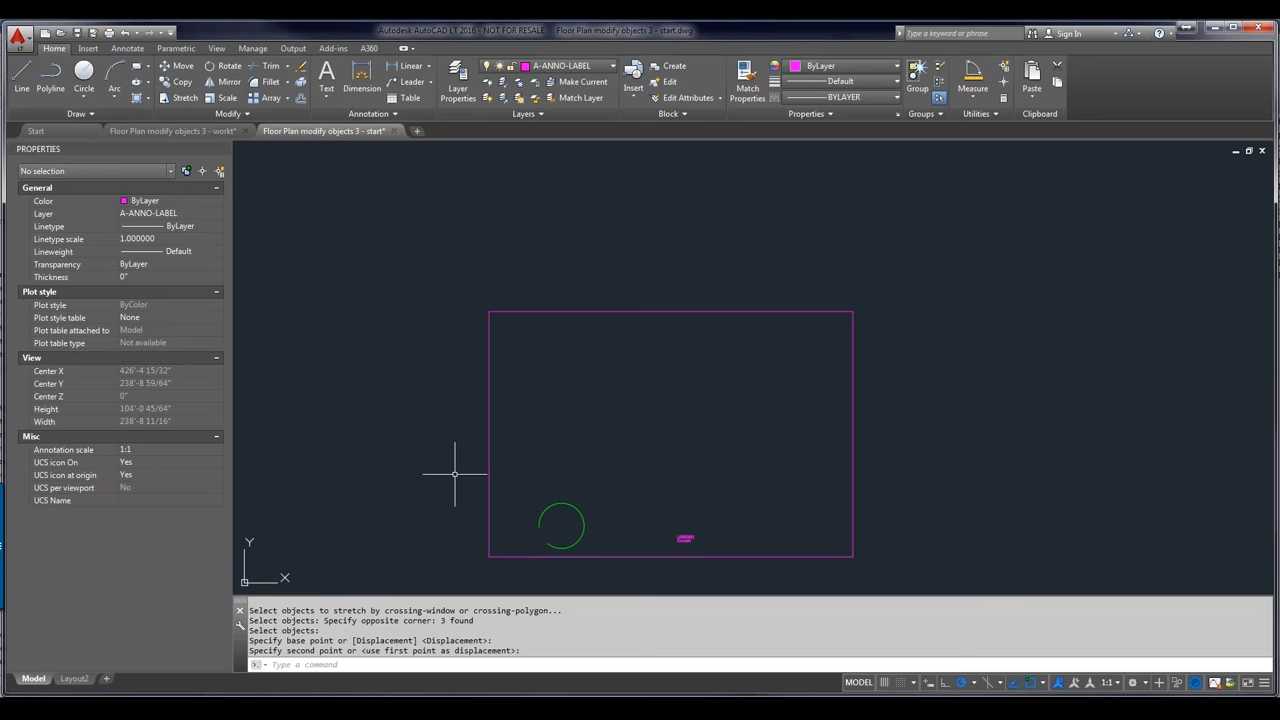 Autodesk AutoCAD LT 2016 - NOT FOR RESALE Floor Plan modify objects 3 - start.dwg
Type a keyword or phrase
Sign In
LT
Home Insert Annotate Parametric View Manage Output Add-ins A360
Line Polyline Circle Arc
Move Rotate Trim
Copy Mirror Fillet
Stretch Scale Array
Text Dimension
Linear
Leader
Table
Layer Properties
A-ANNO-LABEL
Make Current
Match Layer
Insert
Create
Edit
Edit Attributes
Match Properties
ByLayer
Default
BYLAYER
Group
Measure
Paste
Draw Modify Annotation Layers Block Properties Groups Utilities Clipboard
Start Floor Plan modify objects 3 - workt* Floor Plan modify objects 3 - start*
PROPERTIES
No selection
General
Color ByLayer
Layer A-ANNO-LABEL
Linetype ByLayer
Linetype scale 1.000000
Lineweight Default
Transparency ByLayer
Thickness 0"
Plot style
Plot style ByColor
Plot style table None
Plot table attached to Model
Plot table type Not available
View
Center X 426'-4 15/32"
Center Y 238'-8 59/64"
Center Z 0"
Height 104'-0 45/64"
Width 238'-8 11/16"
Misc
Annotation scale 1:1
UCS icon On Yes
UCS icon at origin Yes
UCS per viewport No
UCS Name
Y
X
Select objects to stretch by crossing-window or crossing-polygon...
Select objects: Specify opposite corner: 3 found
Select objects:
Specify base point or [Displacement] <Displacement>:
Specify second point or <use first point as displacement>:
Type a command
Model Layout2
MODEL 1:1